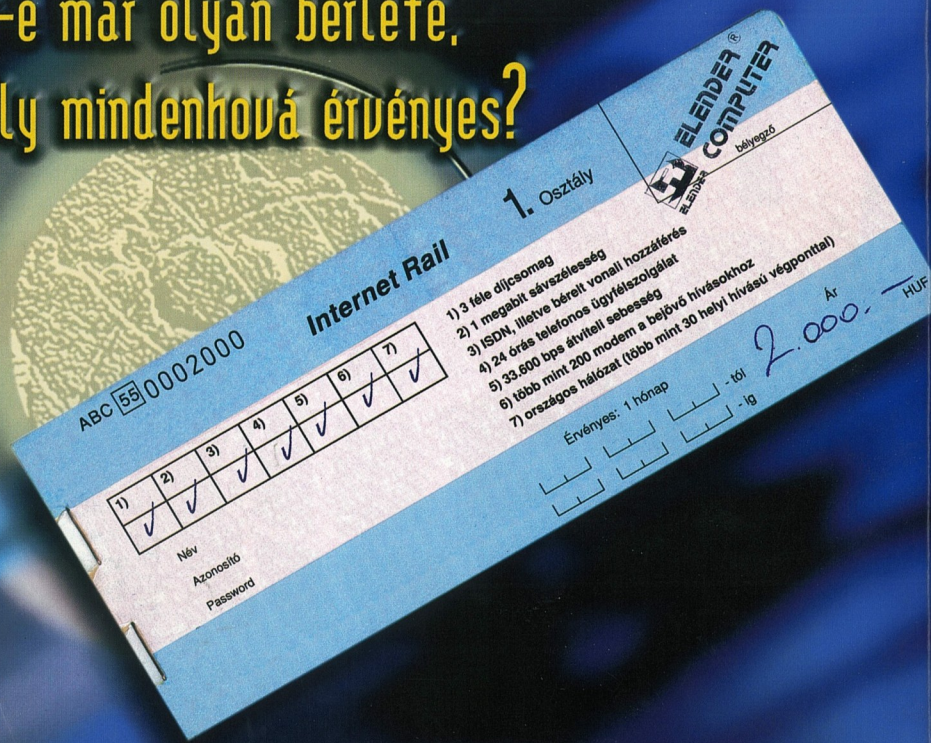 -e már olyan bérlete,
ly mindenhová érvényes?
ELENDER ®
COMPUTER
ELENDER
bélyegző
1. Osztály
Internet Rail
ABC 55 0002000
1) 2) 3) 4) 5) 6) 7)
1) 3 féle díjcsomag
2) 1 megabit sávszélesség
3) ISDN, illetve bérelt vonali hozzáférés
4) 24 órás telefonos ügyfélszolgálat
5) 33.600 bps átviteli sebesség
6) több mint 200 modem a bejövő hívásokhoz
7) országos hálózat (több mint 30 helyi hívású végponttal)
Név
Azonosító
Password
Érvényes: 1 hónap
- tól
- ig
Ár
2.000.- HUF